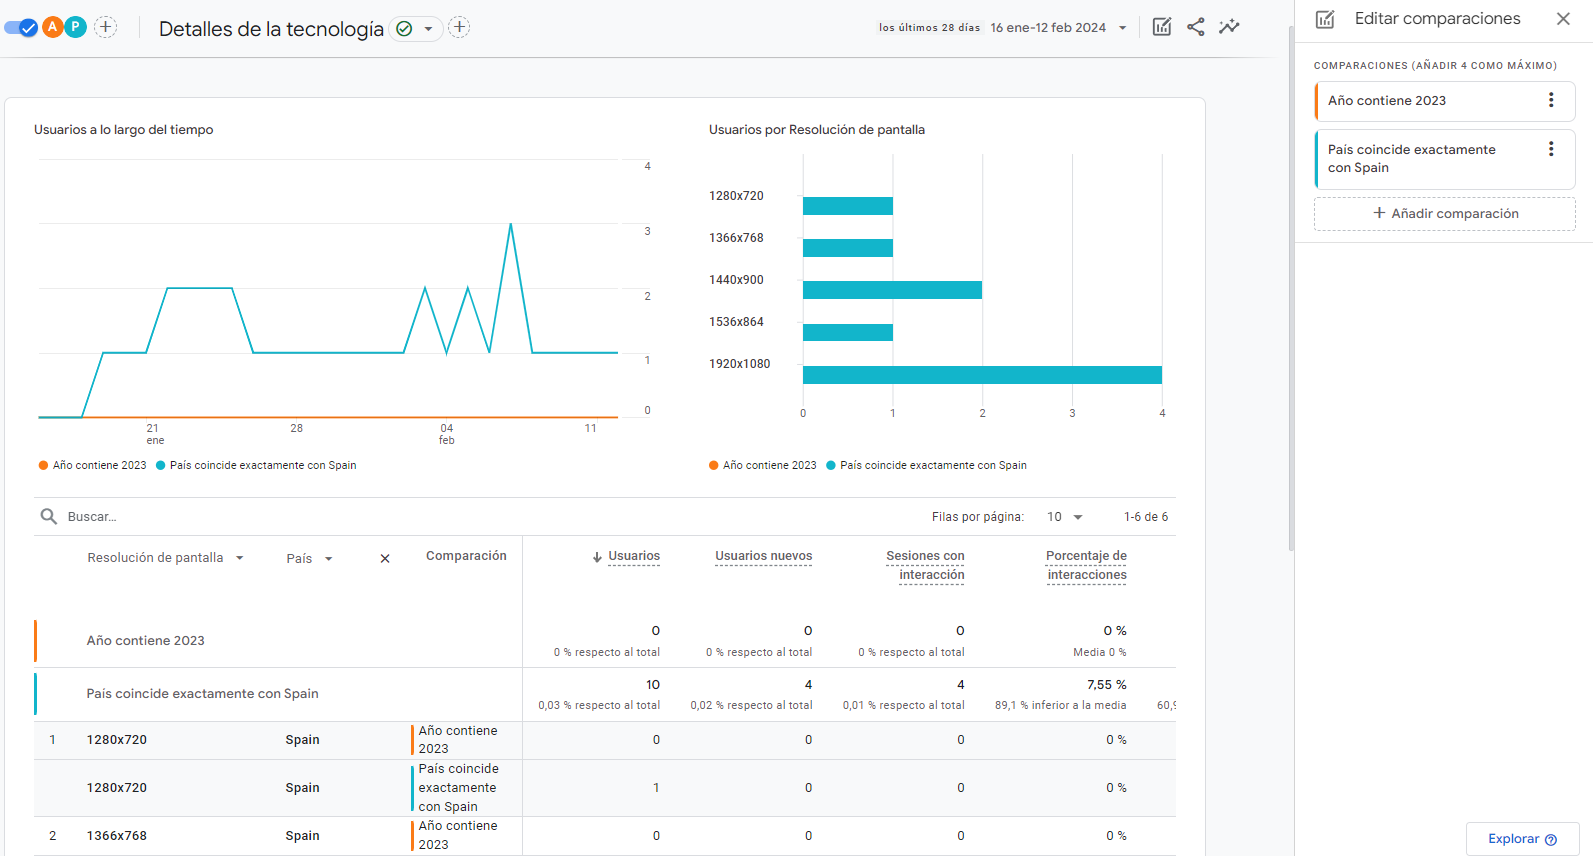 A P
Detalles de la tecnología
los últimos 28 días 16 ene-12 feb 2024
Editar comparaciones
COMPARACIONES (AÑADIR 4 COMO MÁXIMO)
Año contiene 2023
País coincide exactamente
con Spain
+ Añadir comparación
Usuarios a lo largo del tiempo
4
3
2
1
0
21
ene
28
04
feb
11
Año contiene 2023 País coincide exactamente con Spain
Usuarios por Resolución de pantalla
1280x720
1366x768
1440x900
1536x864
1920x1080
0 1 2 3 4
Año contiene 2023 País coincide exactamente con Spain
Buscar...
Filas por página: 10 1-6 de 6
Resolución de pantalla País Comparación Usuarios Usuarios nuevos Sesiones con interacción Porcentaje de interacciones
Año contiene 2023 0 0 0 0 %
0 % respecto al total 0 % respecto al total 0 % respecto al total Media 0 %
País coincide exactamente con Spain 10 4 4 7,55 %
0,03 % respecto al total 0,02 % respecto al total 0,01 % respecto al total 89,1 % inferior a la media 60,9
1 1280x720 Spain Año contiene 2023 0 0 0 0 %
1280x720 Spain País coincide exactamente con Spain 1 0 0 0 %
2 1366x768 Spain Año contiene 2023 0 0 0 0 %
Explorar